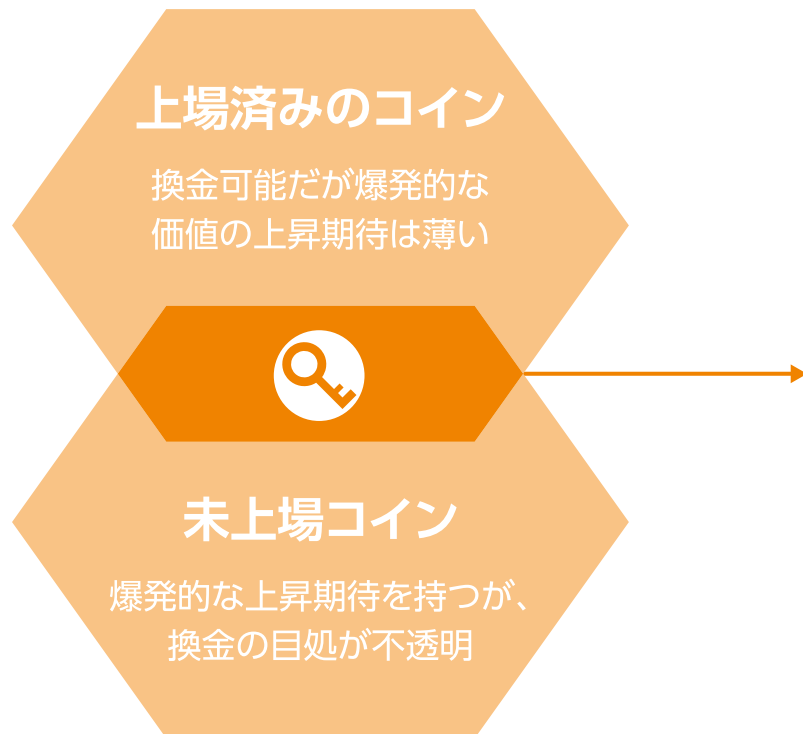 上場済みのコイン
換金可能だが爆発的な
価値の上昇期待は薄い
未上場コイン
爆発的な上昇期待を持つが、
換金の目処が不透明